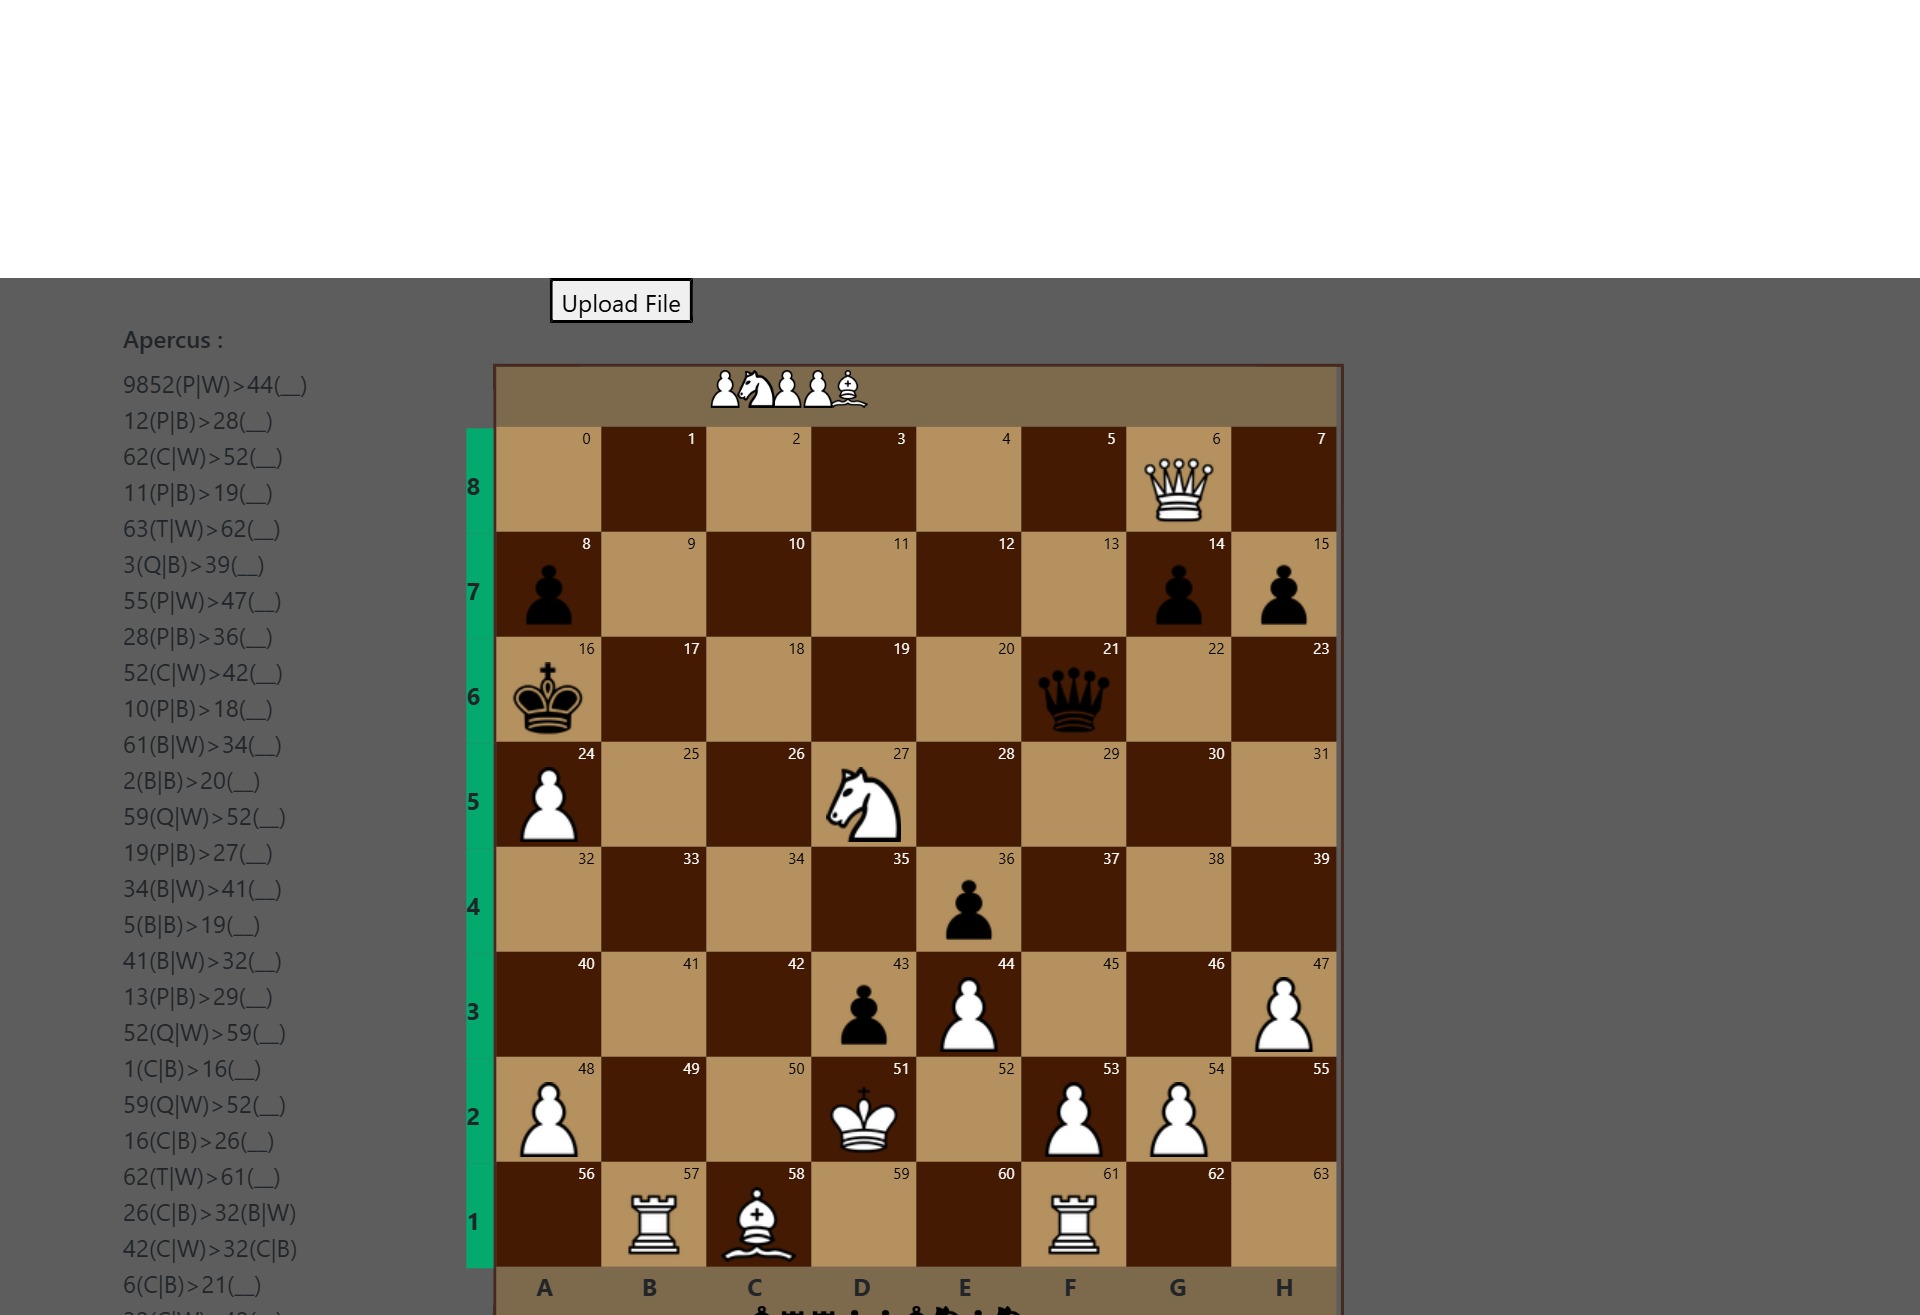 Upload File
Apercus :
9852(P|W)>44(__)
12(P|B)>28(__)
62(C|W)>52(__)
11(P|B)>19(__)
63(T|W)>62(__)
3(Q|B)>39(__)
55(P|W)>47(__)
28(P|B)>36(__)
52(C|W)>42(__)
10(P|B)>18(__)
61(B|W)>34(__)
2(B|B)>20(__)
59(Q|W)>52(__)
19(P|B)>27(__)
34(B|W)>41(__)
5(B|B)>19(__)
41(B|W)>32(__)
13(P|B)>29(__)
52(Q|W)>59(__)
1(C|B)>16(__)
59(Q|W)>52(__)
16(C|B)>26(__)
62(T|W)>61(__)
26(C|B)>32(B|W)
42(C|W)>32(C|B)
6(C|B)>21(__)
0 1 2 3 4 5 6 7
8
8 9 10 11 12 13 14 15
7
16 17 18 19 20 21 22 23
6
24 25 26 27 28 29 30 31
5
32 33 34 35 36 37 38 39
4
40 41 42 43 44 45 46 47
3
48 49 50 51 52 53 54 55
2
56 57 58 59 60 61 62 63
1
A B C D E F G H